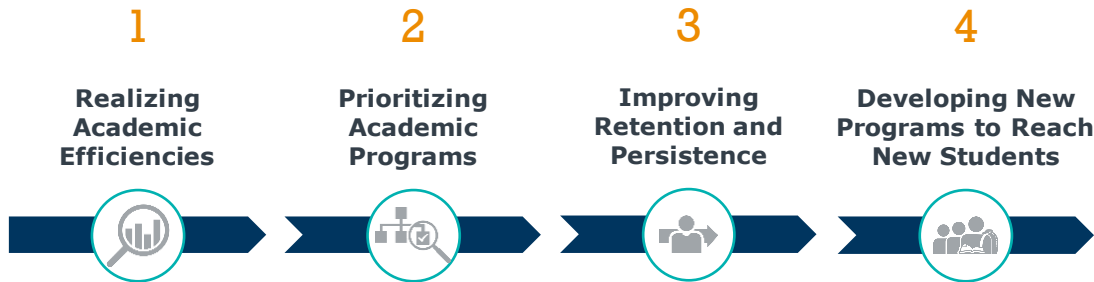 1
Realizing
Academic
Efficiencies
2
Prioritizing
Academic
Programs
3
Improving
Retention and
Persistence
4
Developing New
Programs to Reach
New Students